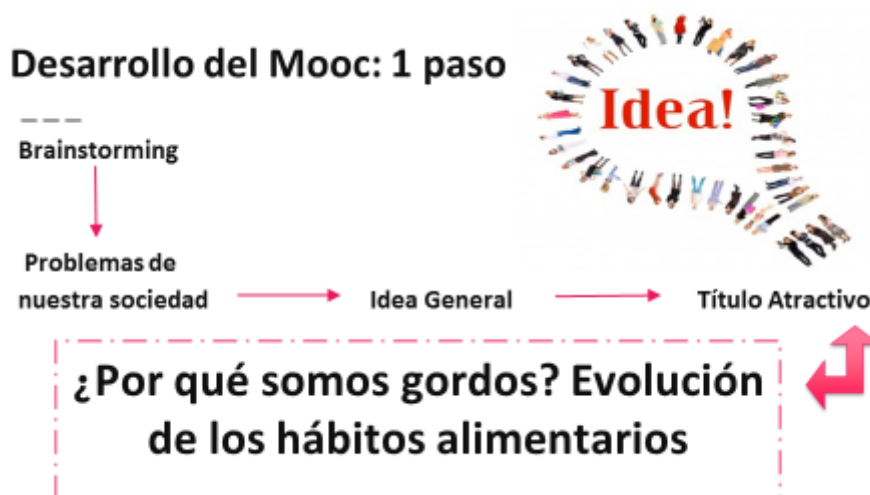 Desarrollo del Mooc: 1 paso
Idea!
Brainstorming
Problemas de
nuestra sociedad
Idea General
Título Atractivo
¿Por qué somos gordos? Evolución
de los hábitos alimentarios